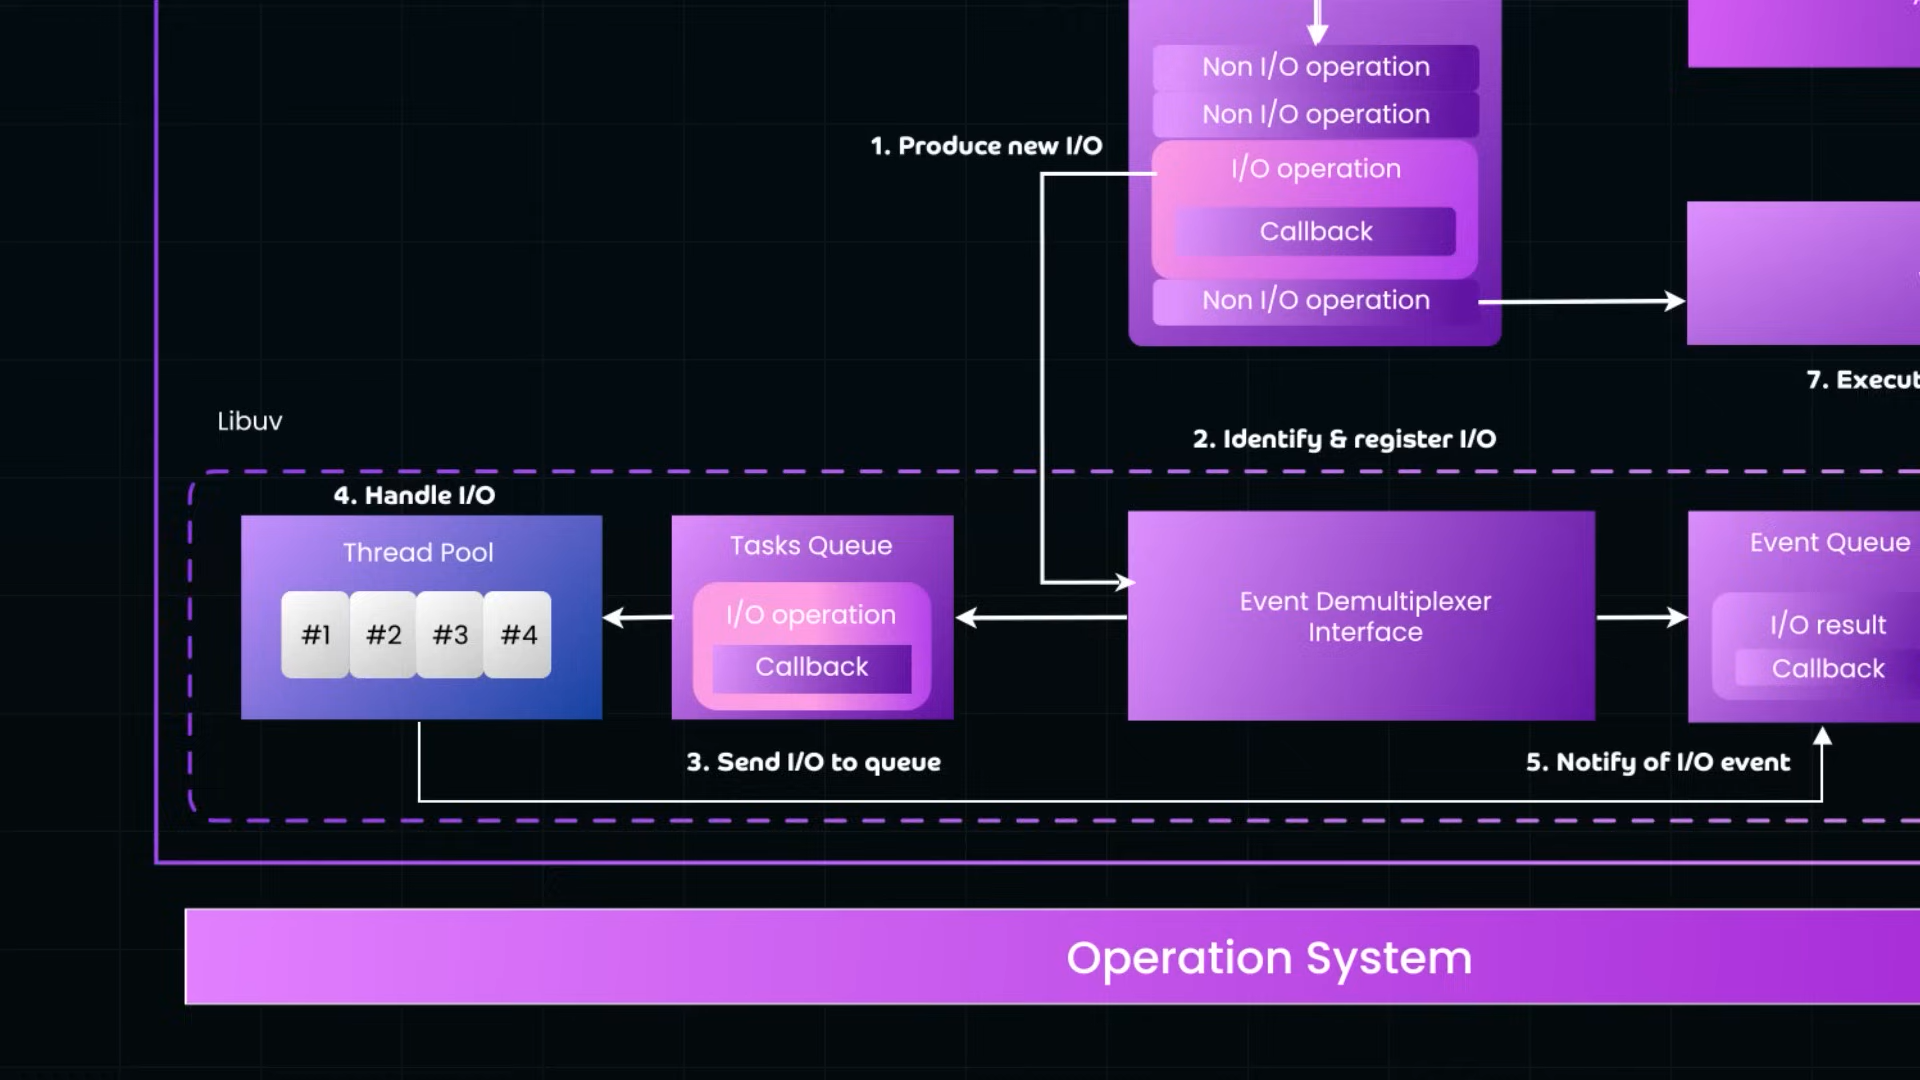 Non I/O operation
Non I/O operation
1. Produce new I/O
I/O operation
Callback
Non I/O operation
7.
Libuv
2. Identify & register I/O
4. Handle I/O
Thread Pool
#1 #2 #3 #4
Tasks Queue
I/O operation
Callback
Event Demultiplexer
Interface
Event Queue
I/O result
Callback
3. Send I/O to queue
5. Notify of I/O event
Operation System